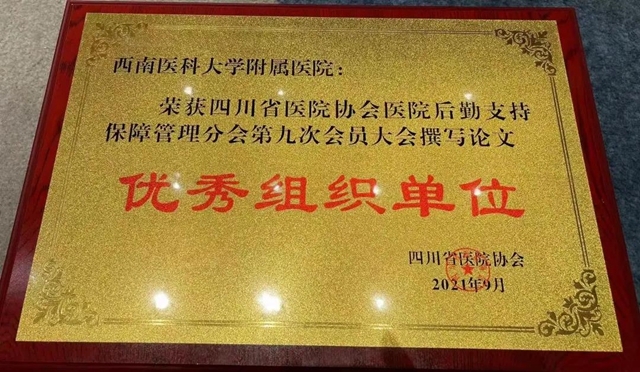 西南医科大学附属医院：
荣获四川省医院协会医院后勤支持
保障管理分会第九次会员大会撰写论文
优秀组织单位
四川省医院协会
2021年9月